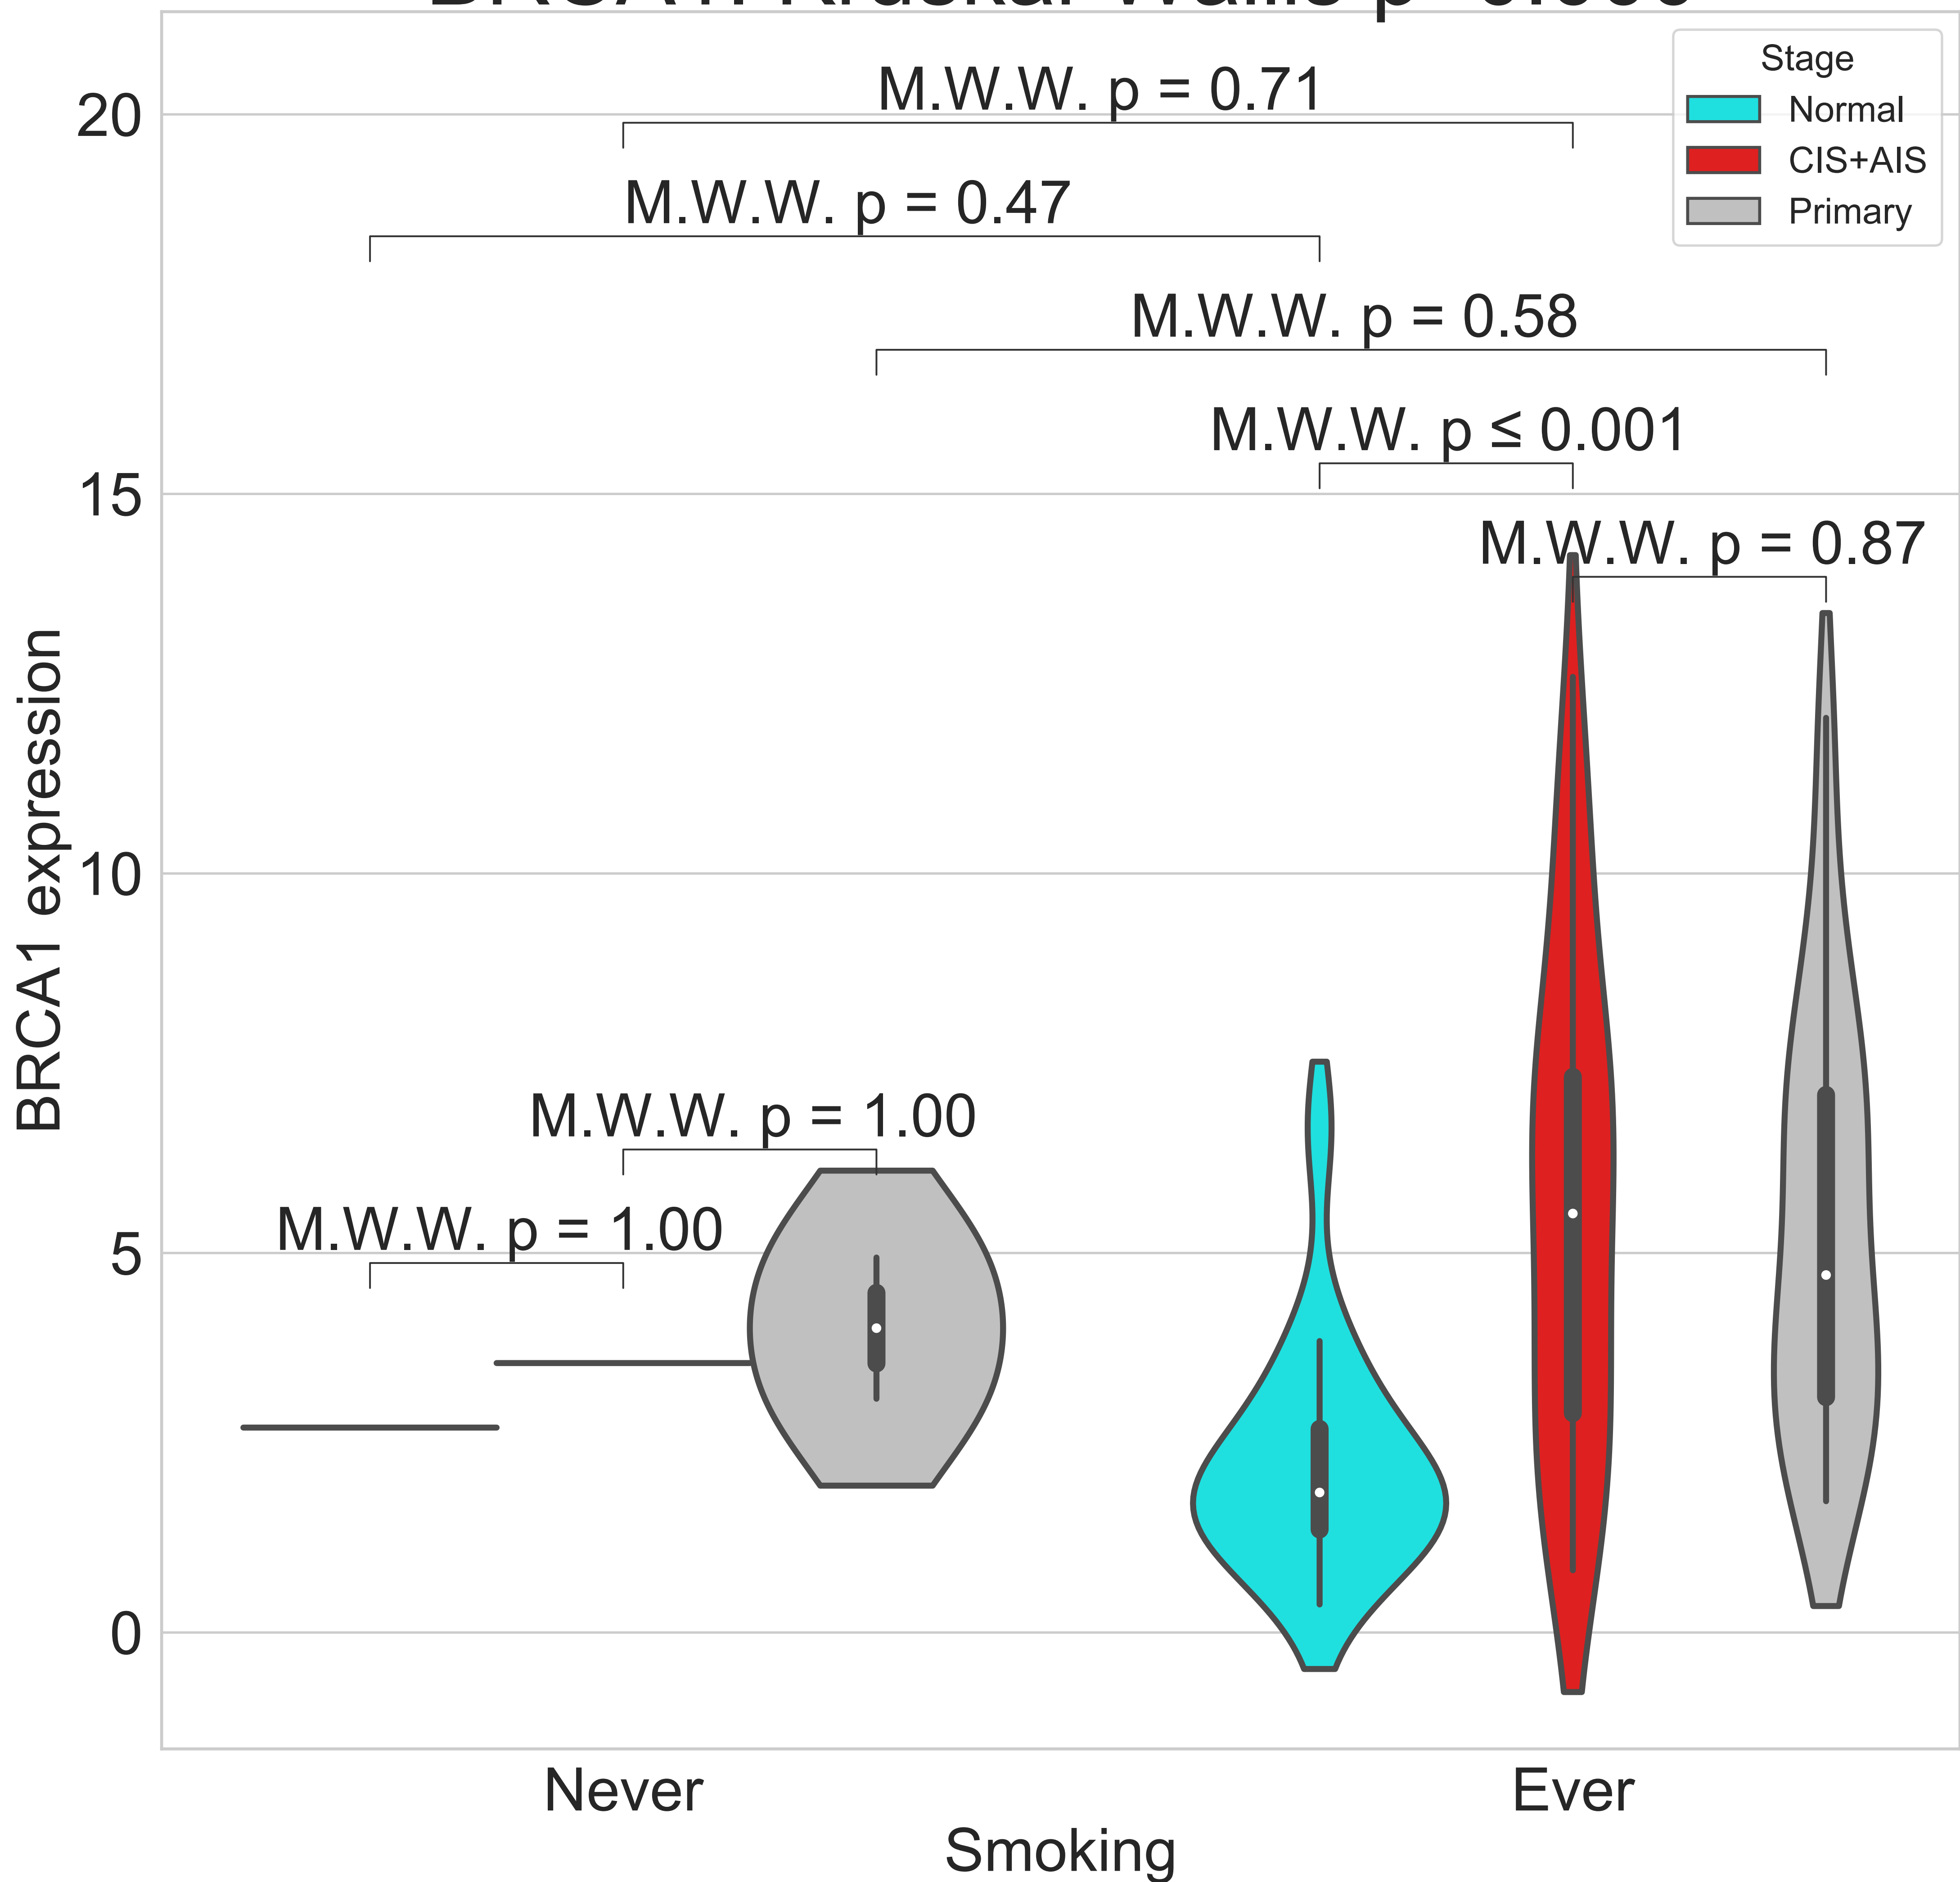 M.W.W. p = 0.71
M.W.W. p = 0.47
M.W.W. p = 0.58
M.W.W. p ≤ 0.001
M.W.W. p = 0.87
M.W.W. p = 1.00
M.W.W. p = 1.00
Stage
Normal
CIS+AIS
Primary
20
15
10
5
0
BRCA1 expression
Never
Ever
Smoking